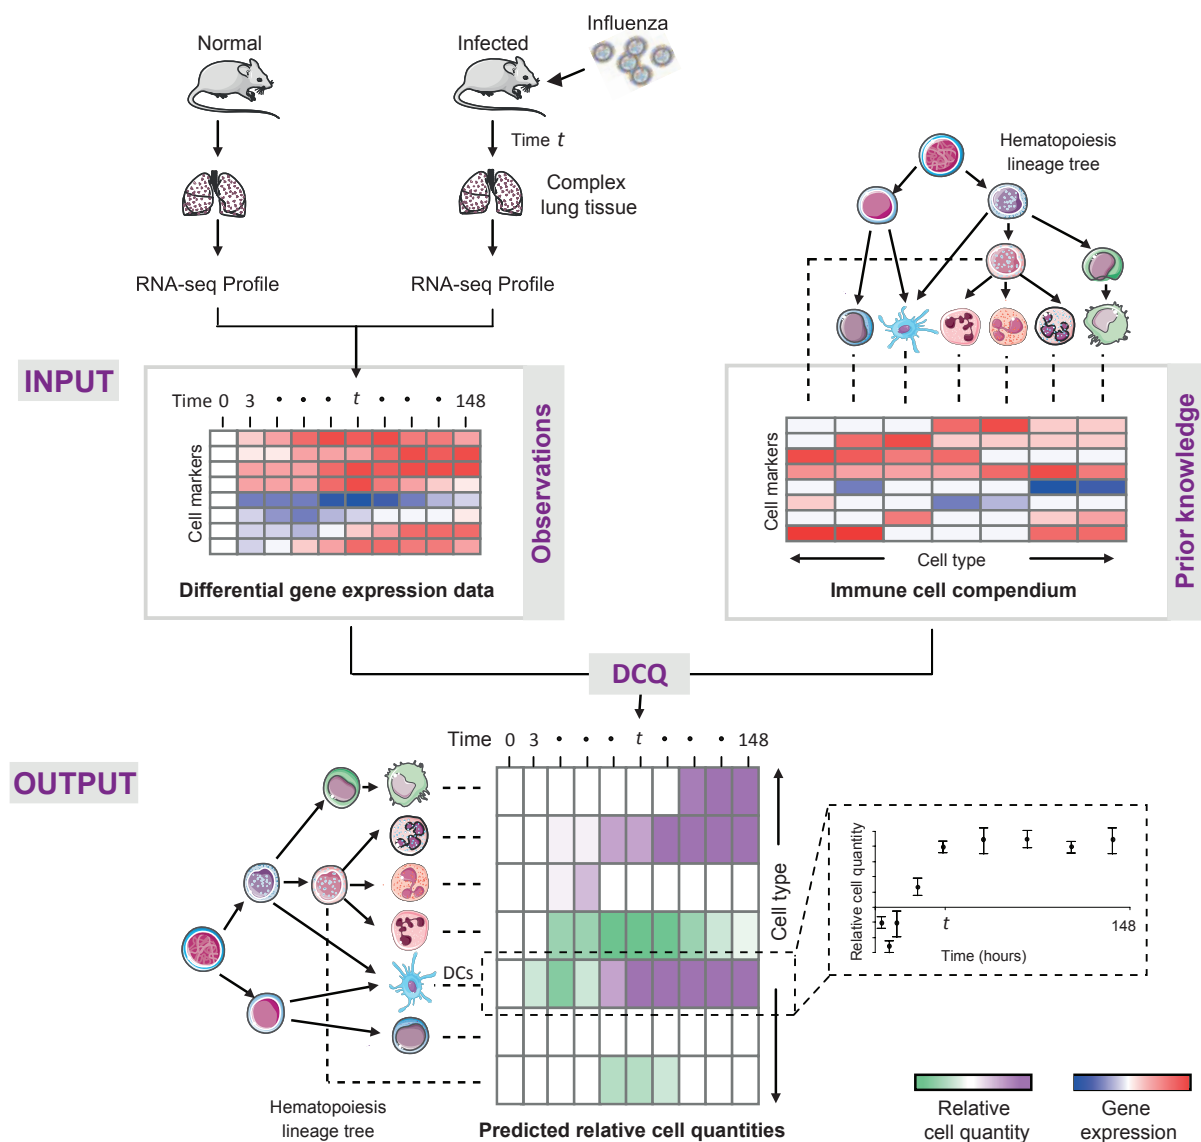 Influenza
Normal
Infected
Time t
Complex
lung tissue
Hematopoiesis
lineage tree
RNA-seq Profile
RNA-seq Profile
INPUT
Time 0 3 • • • t • • • 148
Cell markers
Differential gene expression data
Observations
Cell markers
Cell type
Immune cell compendium
Prior knowledge
DCQ
OUTPUT
Time 0 3 • • • t • • • 148
Cell type
DCs
Hematopoiesis
lineage tree
Predicted relative cell quantities
Relative cell quantity
t
148
Time (hours)
Relative
cell quantity
Gene
expression